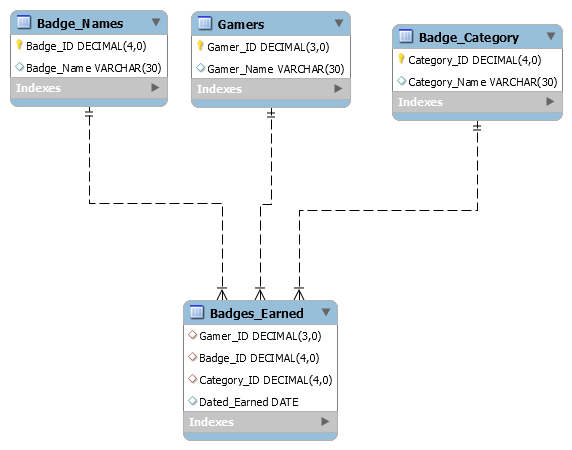 Badge_Names
Badge_ID DECIMAL(4,0)
Badge_Name VARCHAR(30)
Indexes
Gamers
Gamer_ID DECIMAL(3,0)
Gamer_Name VARCHAR(30)
Indexes
Badge_Category
Category_ID DECIMAL(4,0)
Category_Name VARCHAR(30)
Indexes
Badges_Earned
Gamer_ID DECIMAL(3,0)
Badge_ID DECIMAL(4,0)
Category_ID DECIMAL(4,0)
Dated_Earned DATE
Indexes